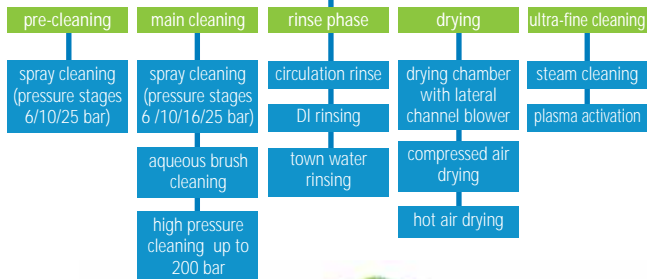 pre-cleaning
spray cleaning
(pressure stages
6/10/25 bar)
main cleaning
spray cleaning
(pressure stages
6 /10/16/25 bar)
aqueous brush
cleaning
high pressure
cleaning up to
200 bar
rinse phase
circulation rinse
DI rinsing
town water
rinsing
drying
drying chamber
with lateral
channel blower
compressed air
drying
hot air drying
ultra-fine cleaning
steam cleaning
plasma activation